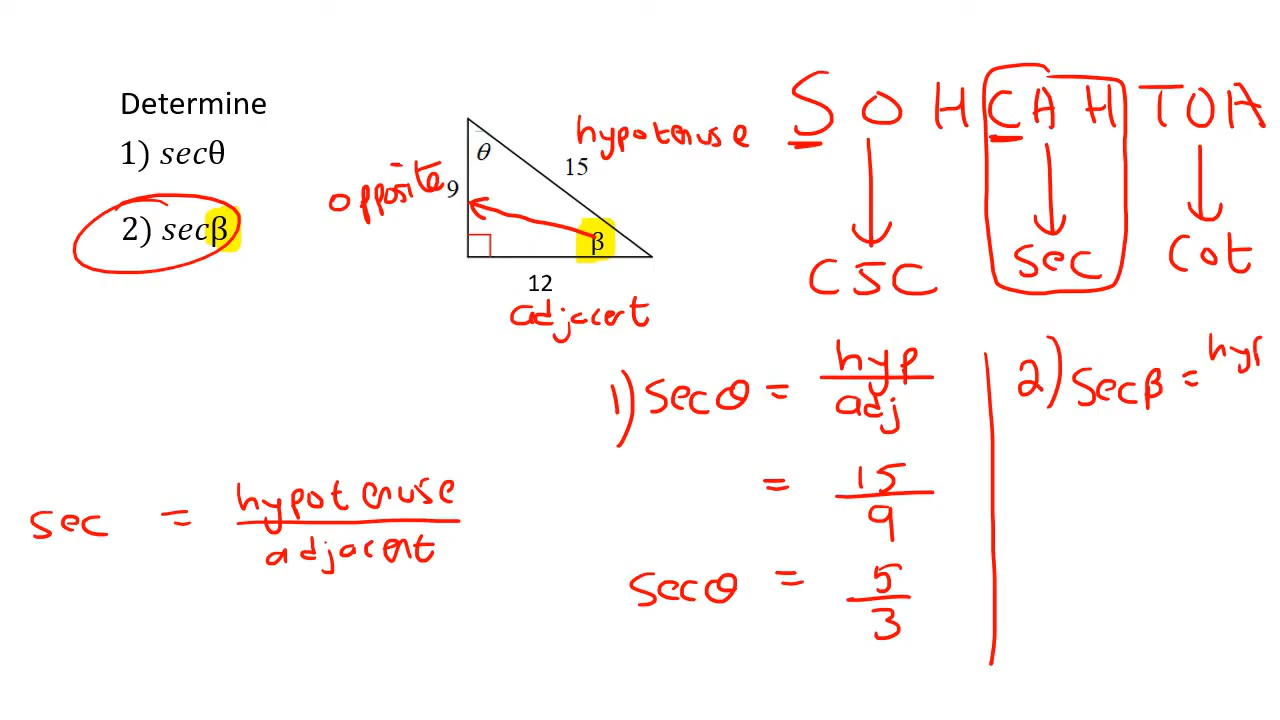 Determine
1) secθ
2) secβ
θ
9
15
β
12
opposite
hypotenuse
adjacent
S O H C A H T O A
CSC
sec
Cot
sec = hypotenuse / adjacent
1) secθ = hyp / adj
= 15 / 9
secθ = 5 / 3
2) secβ = hyp